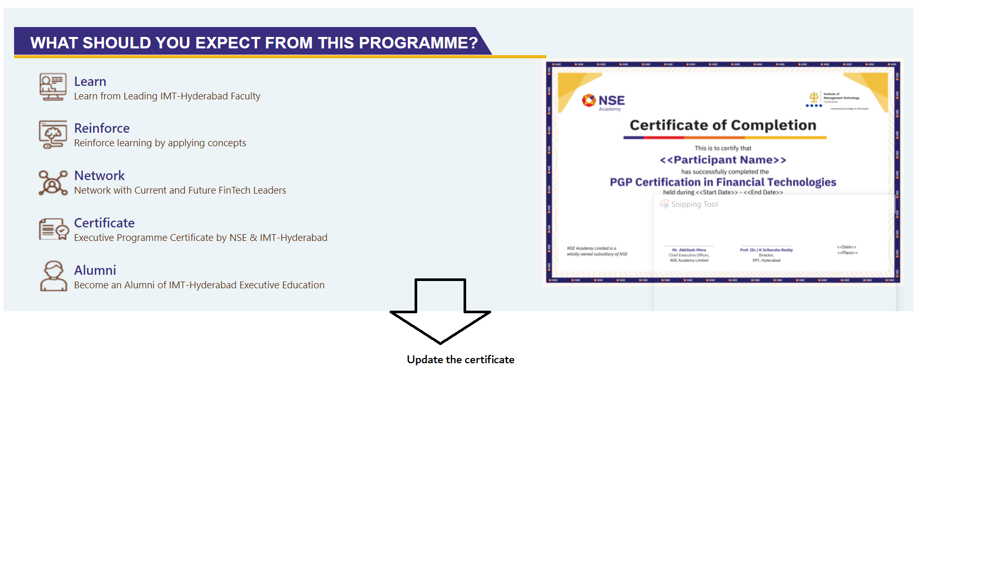 WHAT SHOULD YOU EXPECT FROM THIS PROGRAMME?
Learn
Learn from Leading IMT-Hyderabad Faculty
Reinforce
Reinforce learning by applying concepts
Network
Network with Current and Future FinTech Leaders
Certificate
Executive Programme Certificate by NSE & IMT-Hyderabad
Alumni
Become an Alumni of IMT-Hyderabad Executive Education
NSE
Academy
Institute of
Management Technology
Hyderabad
Certificate of Completion
This is to certify that
<<Participant Name>>
has successfully completed the
PGP Certification in Financial Technologies
held during <<Start Date>> - <<End Date>>
Snipping Tool
NSE Academy Limited is a
wholly owned subsidiary of NSE
Mr. Abhilash Misra
Chief Executive Officer,
NSE Academy Limited
Prof. (Dr.) K Sriharsha Reddy
Director,
IMT, Hyderabad
<<Date>>
<<Place>>
Update the certificate